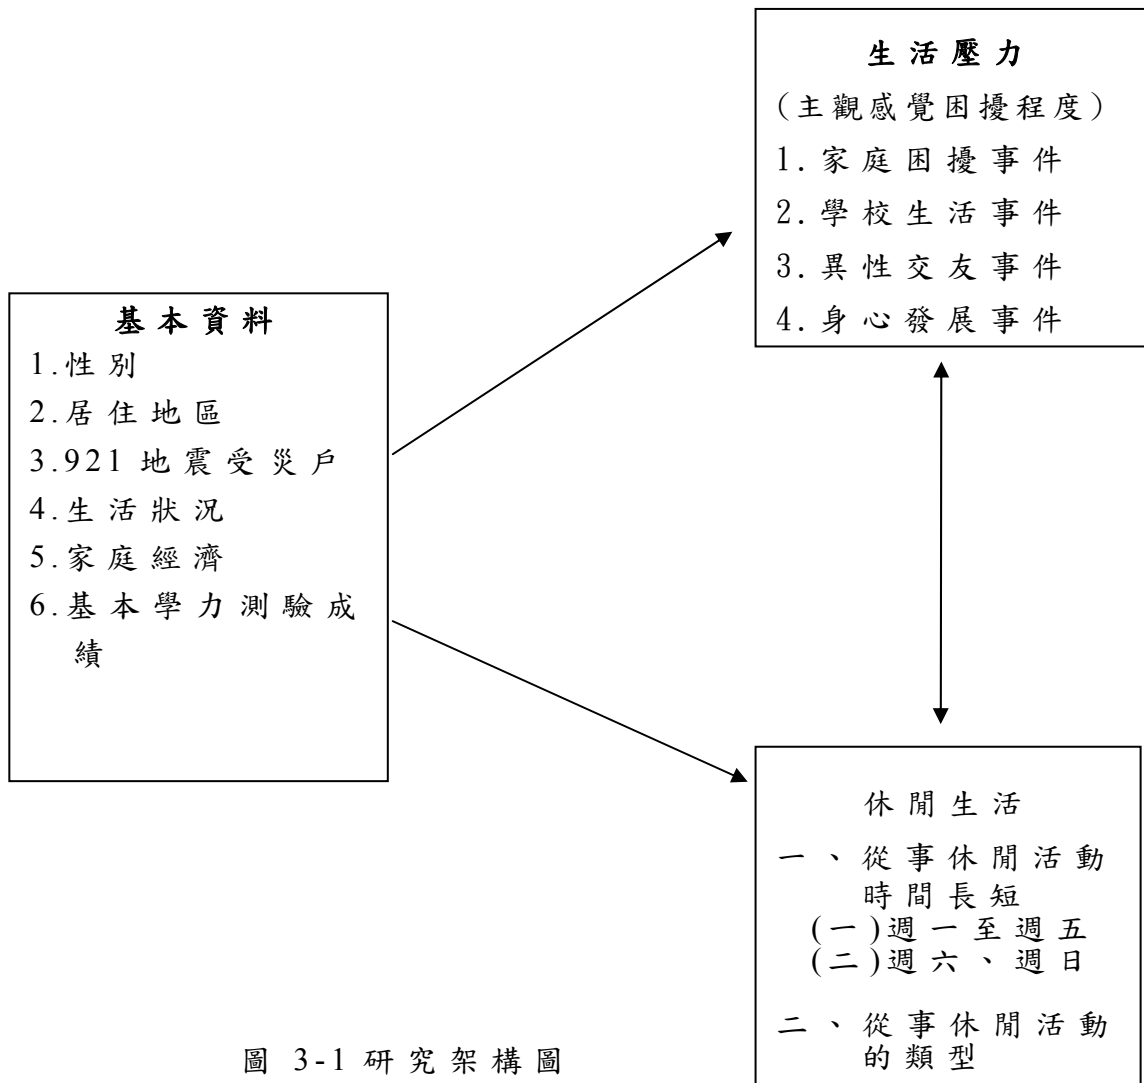 生活壓力
(主觀感覺困擾程度)
1.家庭困擾事件
2.學校生活事件
3.異性交友事件
4.身心發展事件
基本資料
1.性別
2.居住地區
3.921地震受災戶
4.生活狀況
5.家庭經濟
6.基本學力測驗成
績
休閒生活
一、從事休閒活動
時間長短
(一)週一至週五
(二)週六、週日
二、從事休閒活動
的類型
圖 3-1 研究架構圖